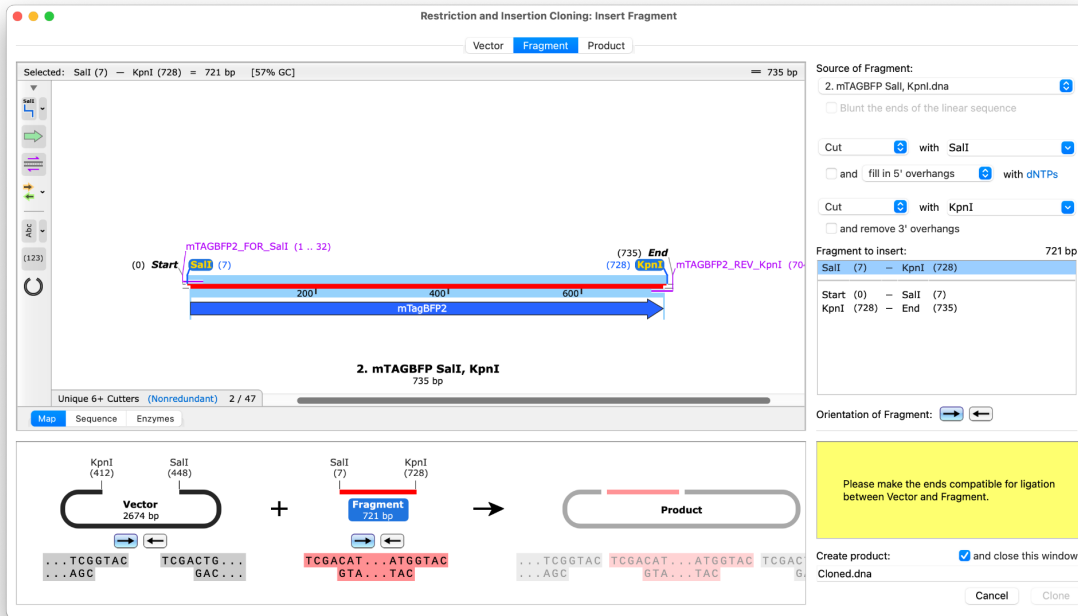 Restriction and Insertion Cloning: Insert Fragment
Vector Fragment Product
Selected: SalI (7) — KpnI (728) = 721 bp [57% GC]
= 735 bp
SalI
Abc
(123)
mTAGBFP2_FOR_SalI (1 .. 32)
(735) End
(0) Start SalI (7)
(728) KpnI mTAGBFP2_REV_KpnI (70
200 400 600
mTagBFP2
2. mTAGBFP SalI, KpnI
735 bp
Unique 6+ Cutters (Nonredundant) 2 / 47
Map Sequence Enzymes
Source of Fragment:
2. mTAGBFP SalI, KpnI.dna
Blunt the ends of the linear sequence
Cut with SalI
and fill in 5' overhangs with dNTPs
Cut with KpnI
and remove 3' overhangs
Fragment to insert: 721 bp
SalI (7) — KpnI (728)
Start (0) — SalI (7)
KpnI (728) — End (735)
Orientation of Fragment:
KpnI SalI
(412) (448)
Vector
2674 bp
...TCGGTAC TCGACTG...
...AGC GAC...
+
SalI KpnI
(7) (728)
Fragment
721 bp
TCGACAT...ATGGTAC
GTA...TAC
Product
...TCGGTAC TCGACAT...ATGGTAC TCGAC
...AGC GTA...TAC G
Please make the ends compatible for ligation
between Vector and Fragment.
Create product: and close this window
Cloned.dna
Cancel Clone